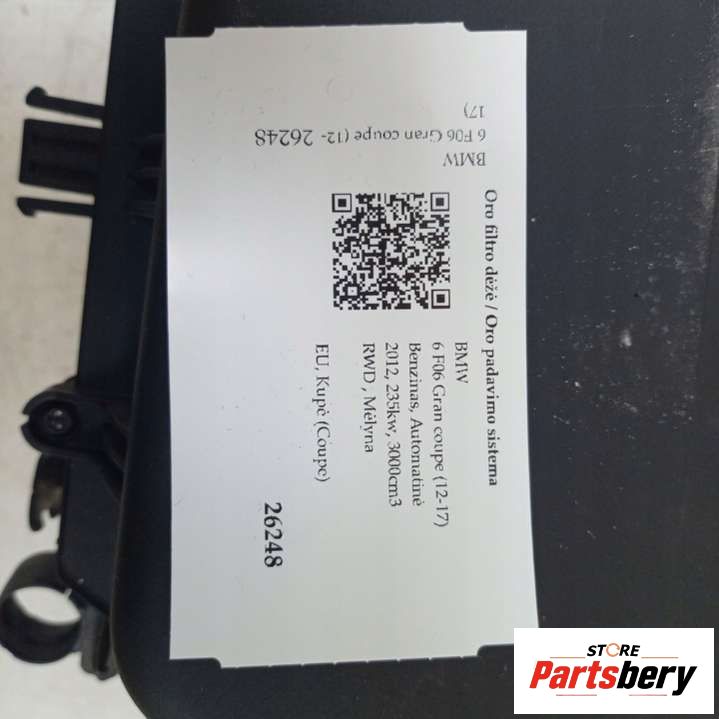 Oro filtro dėžė / Oro padavimo sistema
BMW
6 F06 Gran coupe (12-17)
Benzinas, Automatinė
2012, 235kw, 3000cm3
RWD , Mėlyna
EU, Kupė (Coupe)
26248
BMW
6 F06 Gran coupe (12-
17)
26248
STORE
Partsbery